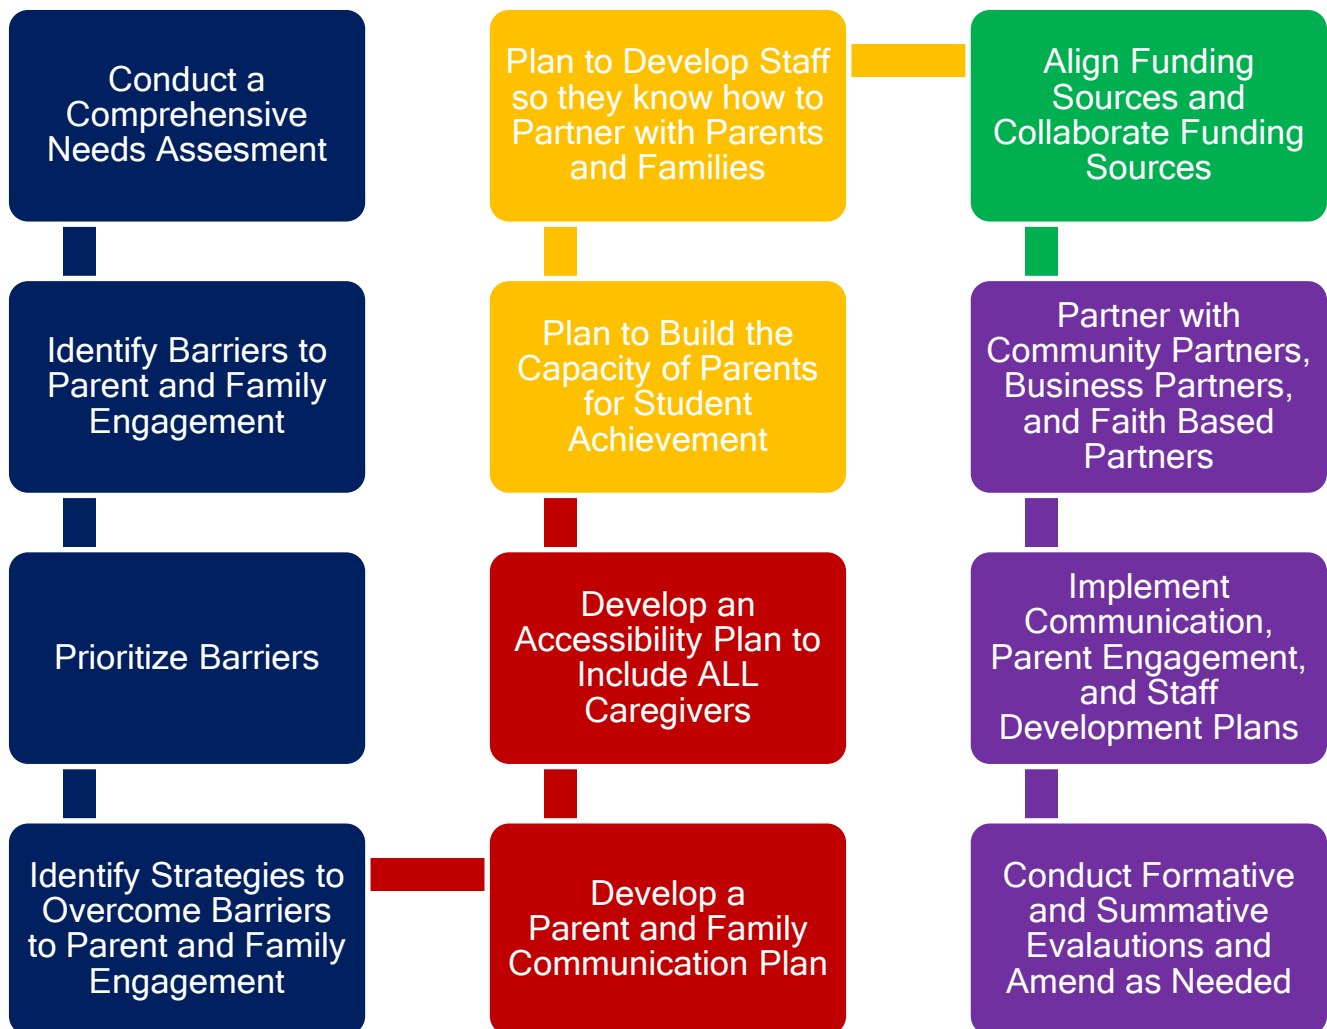 Conduct a
Comprehensive
Needs Assesment
Identify Barriers to
Parent and Family
Engagement
Prioritize Barriers
Identify Strategies to
Overcome Barriers
to Parent and Family
Engagement
Develop a
Parent and Family
Communication Plan
Develop an
Accessibility Plan to
Include ALL
Caregivers
Plan to Build the
Capacity of Parents
for Student
Achievement
Plan to Develop Staff
so they know how to
Partner with Parents
and Families
Align Funding
Sources and
Collaborate Funding
Sources
Partner with
Community Partners,
Business Partners,
and Faith Based
Partners
Implement
Communication,
Parent Engagement,
and Staff
Development Plans
Conduct Formative
and Summative
Evalautions and
Amend as Needed